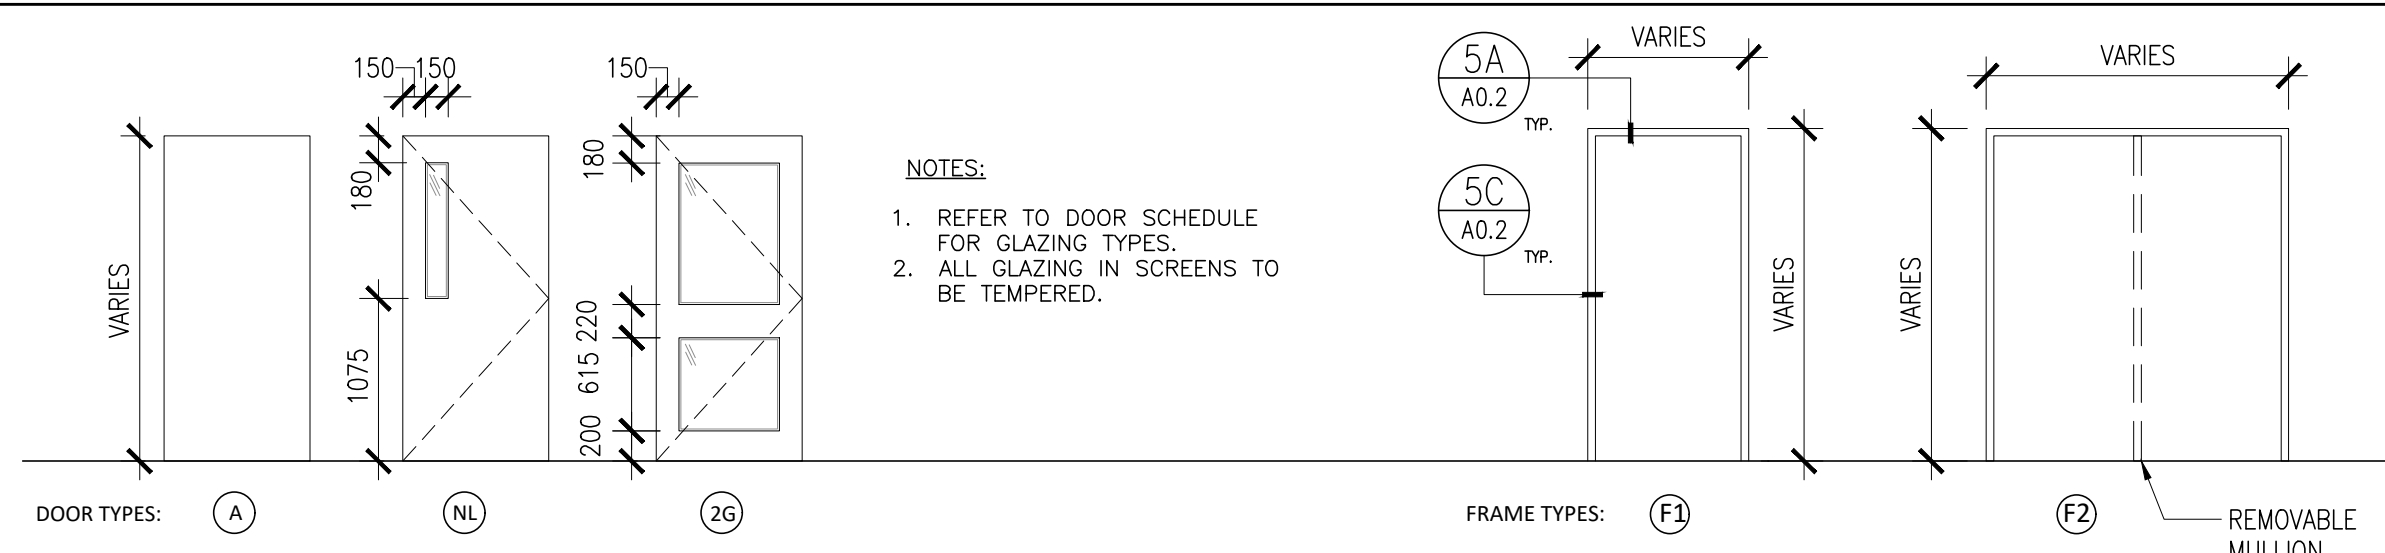 150 150
180
1075
VARIES
150
180
220
615
200
NOTES:
1. REFER TO DOOR SCHEDULE
FOR GLAZING TYPES.
2. ALL GLAZING IN SCREENS TO
BE TEMPERED.
5A
A0.2
TYP.
5C
A0.2
TYP.
VARIES
VARIES
VARIES
VARIES
DOOR TYPES: A NL 2G
FRAME TYPES: F1 F2
REMOVABLE
MULLION